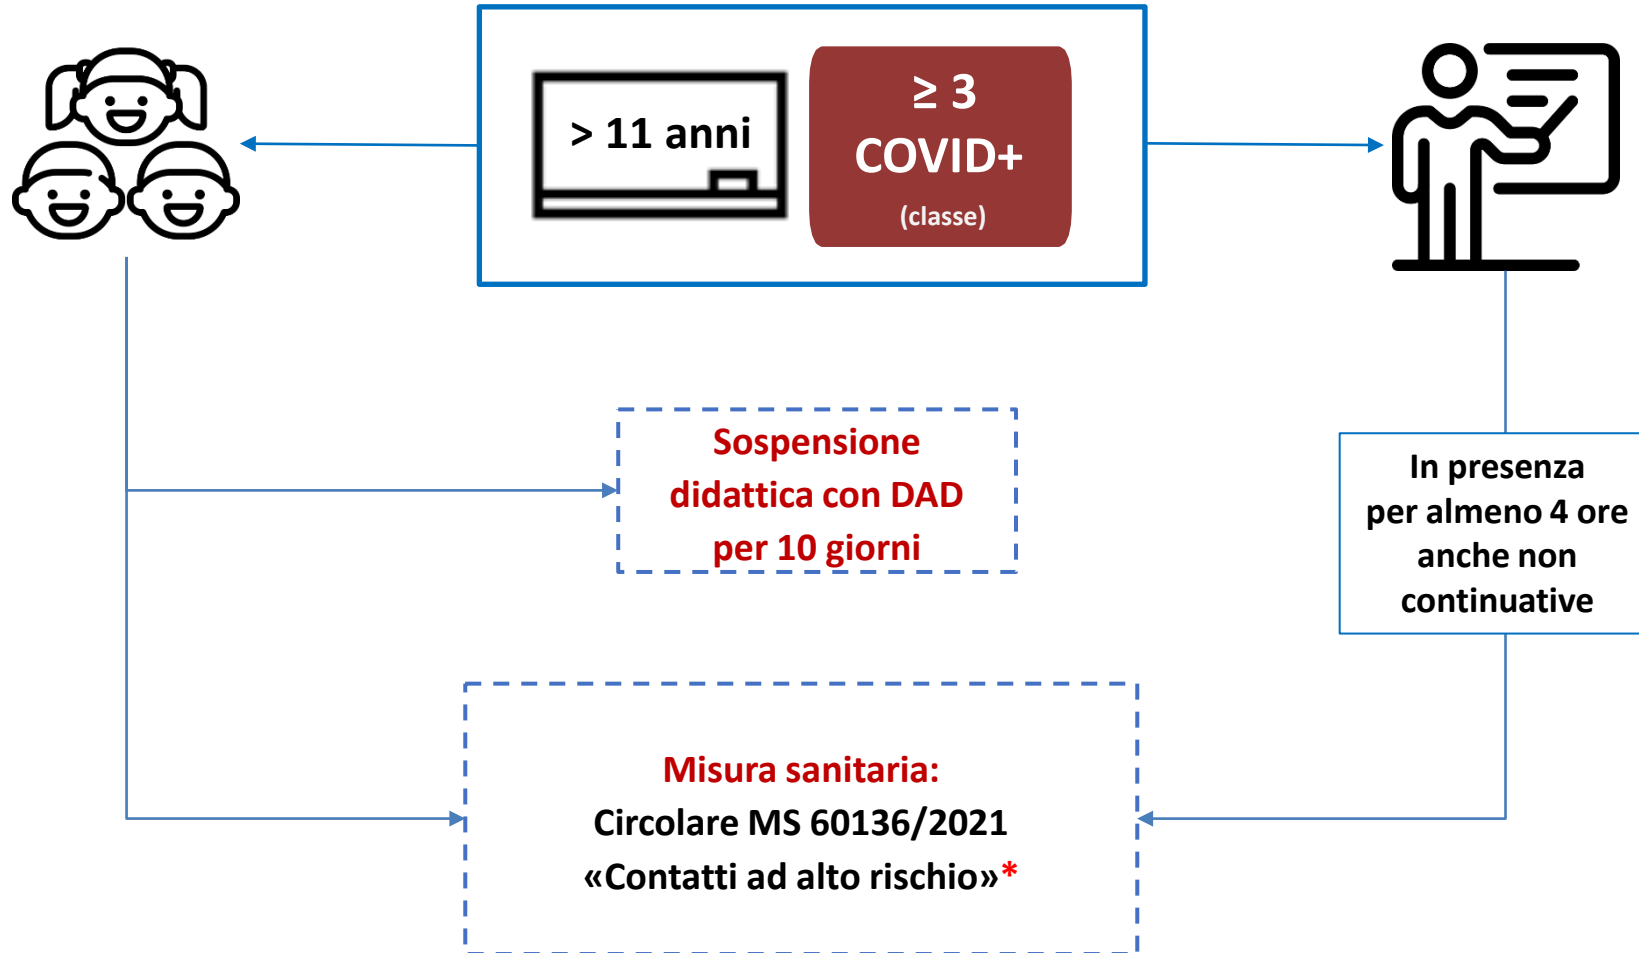 > 11 anni
≥ 3
COVID+
(classe)
Sospensione
didattica con DAD
per 10 giorni
In presenza
per almeno 4 ore
anche non
continuative
Misura sanitaria:
Circolare MS 60136/2021
«Contatti ad alto rischio»*